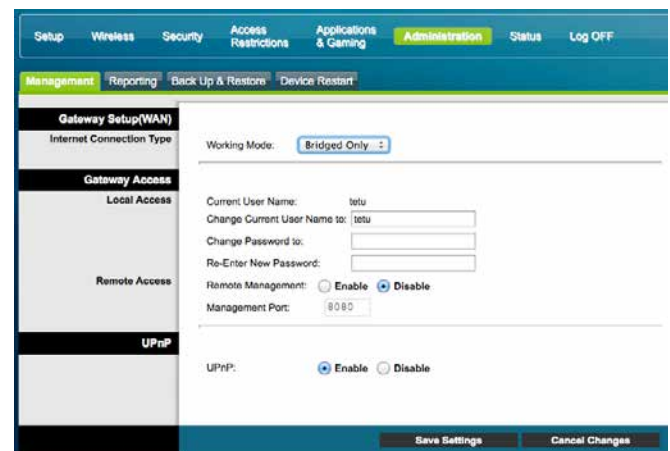 Setup Wireless Security Access Restrictions Applications & Gaming Administration Status Log OFF
Management Reporting Back Up & Restore Device Restart
Gateway Setup(WAN)
Internet Connection Type
Working Mode: Bridged Only
Gateway Access
Local Access
Current User Name: tetu
Change Current User Name to: tetu
Change Password to:
Re-Enter New Password:
Remote Access
Remote Management: Enable Disable
Management Port: 8080
UPnP
UPnP: Enable Disable
Save Settings Cancel Changes